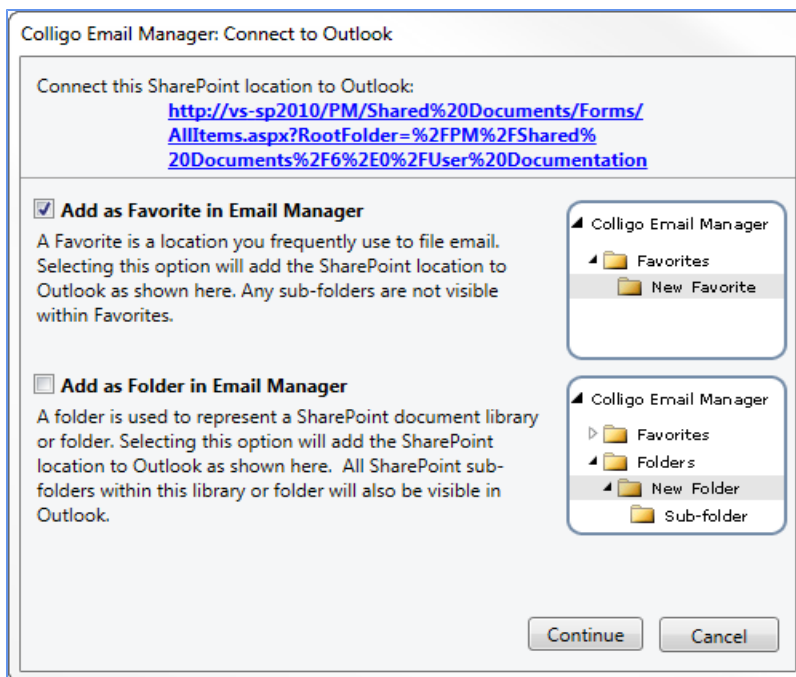 Colligo Email Manager: Connect to Outlook
Connect this SharePoint location to Outlook:
http://vs-sp2010/PM/Shared%20Documents/Forms/
AllItems.aspx?RootFolder=%2FPM%2FShared%
20Documents%2F6%2E0%2FUser%20Documentation
Add as Favorite in Email Manager
A Favorite is a location you frequently use to file email.
Selecting this option will add the SharePoint location to
Outlook as shown here. Any sub-folders are not visible
within Favorites.
Colligo Email Manager
Favorites
New Favorite
Add as Folder in Email Manager
A folder is used to represent a SharePoint document library
or folder. Selecting this option will add the SharePoint
location to Outlook as shown here.  All SharePoint sub-
folders within this library or folder will also be visible in
Outlook.
Colligo Email Manager
Favorites
Folders
New Folder
Sub-folder
Continue
Cancel